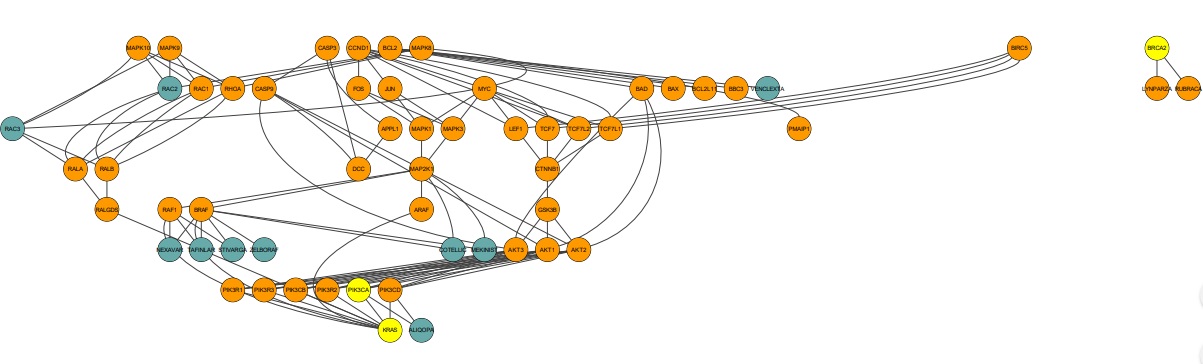 MAPK10 MAPK9 CASP3 CCND1 BCL2 MAPK8 BIRC5 BRCA2
RAC2 RAC1 RHOA CASP9 FOS JUN MYC BAD BAX BCL2L11 BBC3 VENCLEXTA LYNPARZA RUBRACA
RAC3 APPL1 MAPK1 MAPK3 LEF1 TCF7 TCF7L2 TCF7L1 PMAIP1
RALA RALB DCC MAP2K1 CTNNB1
RALGDS RAF1 BRAF ARAF GSK3B
NEXAVAR TAFINLAR STIVARGA ZELBORAF COTELLIC MEKINIST AKT3 AKT1 AKT2
PIK3R1 PIK3R3 PIK3CB PIK3R2 PIK3CA PIK3CD
KRAS ALIQOPA